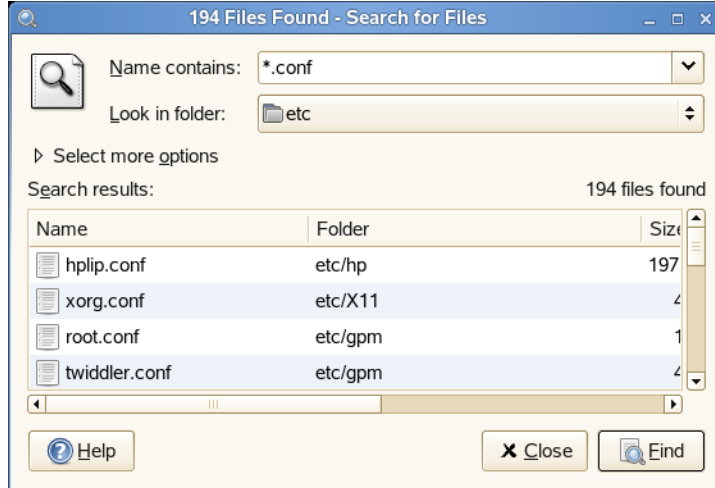 194 Files Found - Search for Files
Name contains: *.conf
Look in folder: etc
Select more options
Search results: 194 files found
Name Folder
hplip.conf etc/hp 197
xorg.conf etc/X11
root.conf etc/gpm
twiddler.conf etc/gpm
Help Close Find